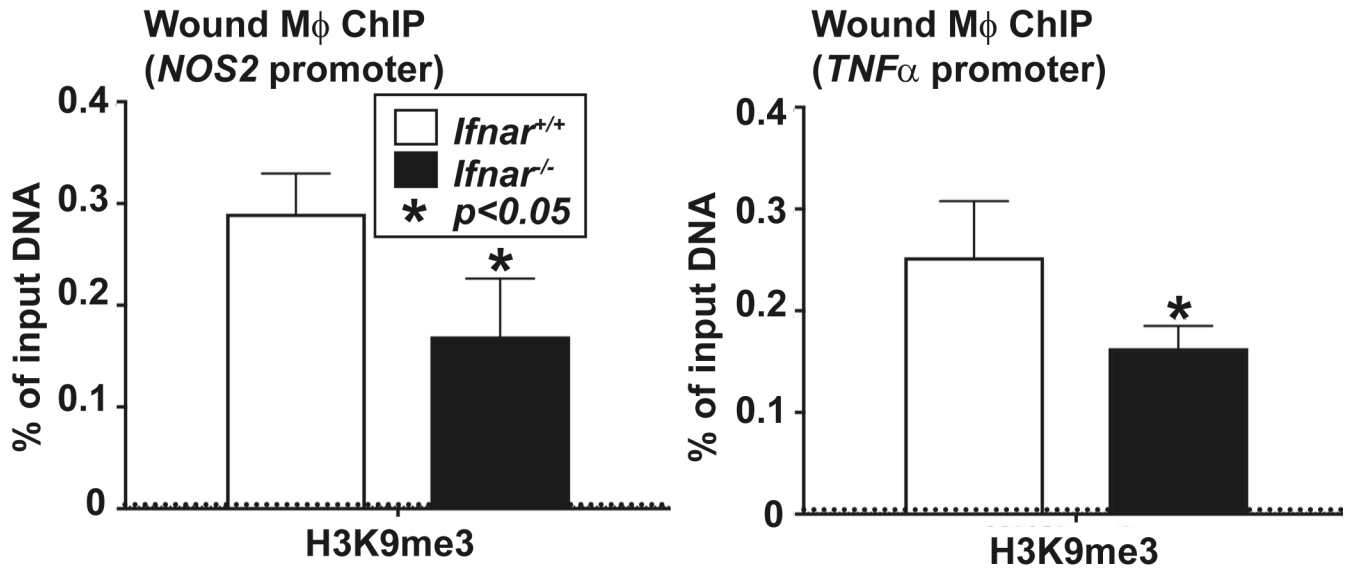 Wound Mϕ ChIP
(NOS2 promoter)
0.4
0.3
0.2
0.1
0
% of input DNA
Ifnar+/+
Ifnar-/-
* p<0.05
*
H3K9me3
Wound Mϕ ChIP
(TNFα promoter)
0.4
0.3
0.2
0.1
0
% of input DNA
*
H3K9me3